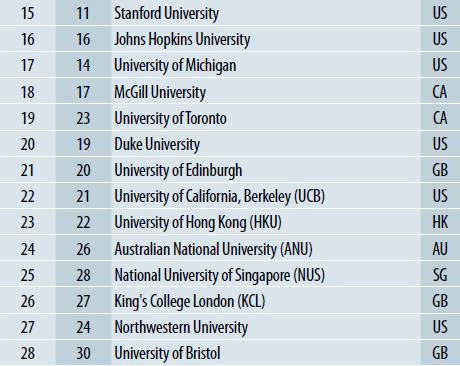 15 11 Stanford University US
16 16 Johns Hopkins University US
17 14 University of Michigan US
18 17 McGill University CA
19 23 University of Toronto CA
20 19 Duke University US
21 20 University of Edinburgh GB
22 21 University of California, Berkeley (UCB) US
23 22 University of Hong Kong (HKU) HK
24 26 Australian National University (ANU) AU
25 28 National University of Singapore (NUS) SG
26 27 King's College London (KCL) GB
27 24 Northwestern University US
28 30 University of Bristol GB